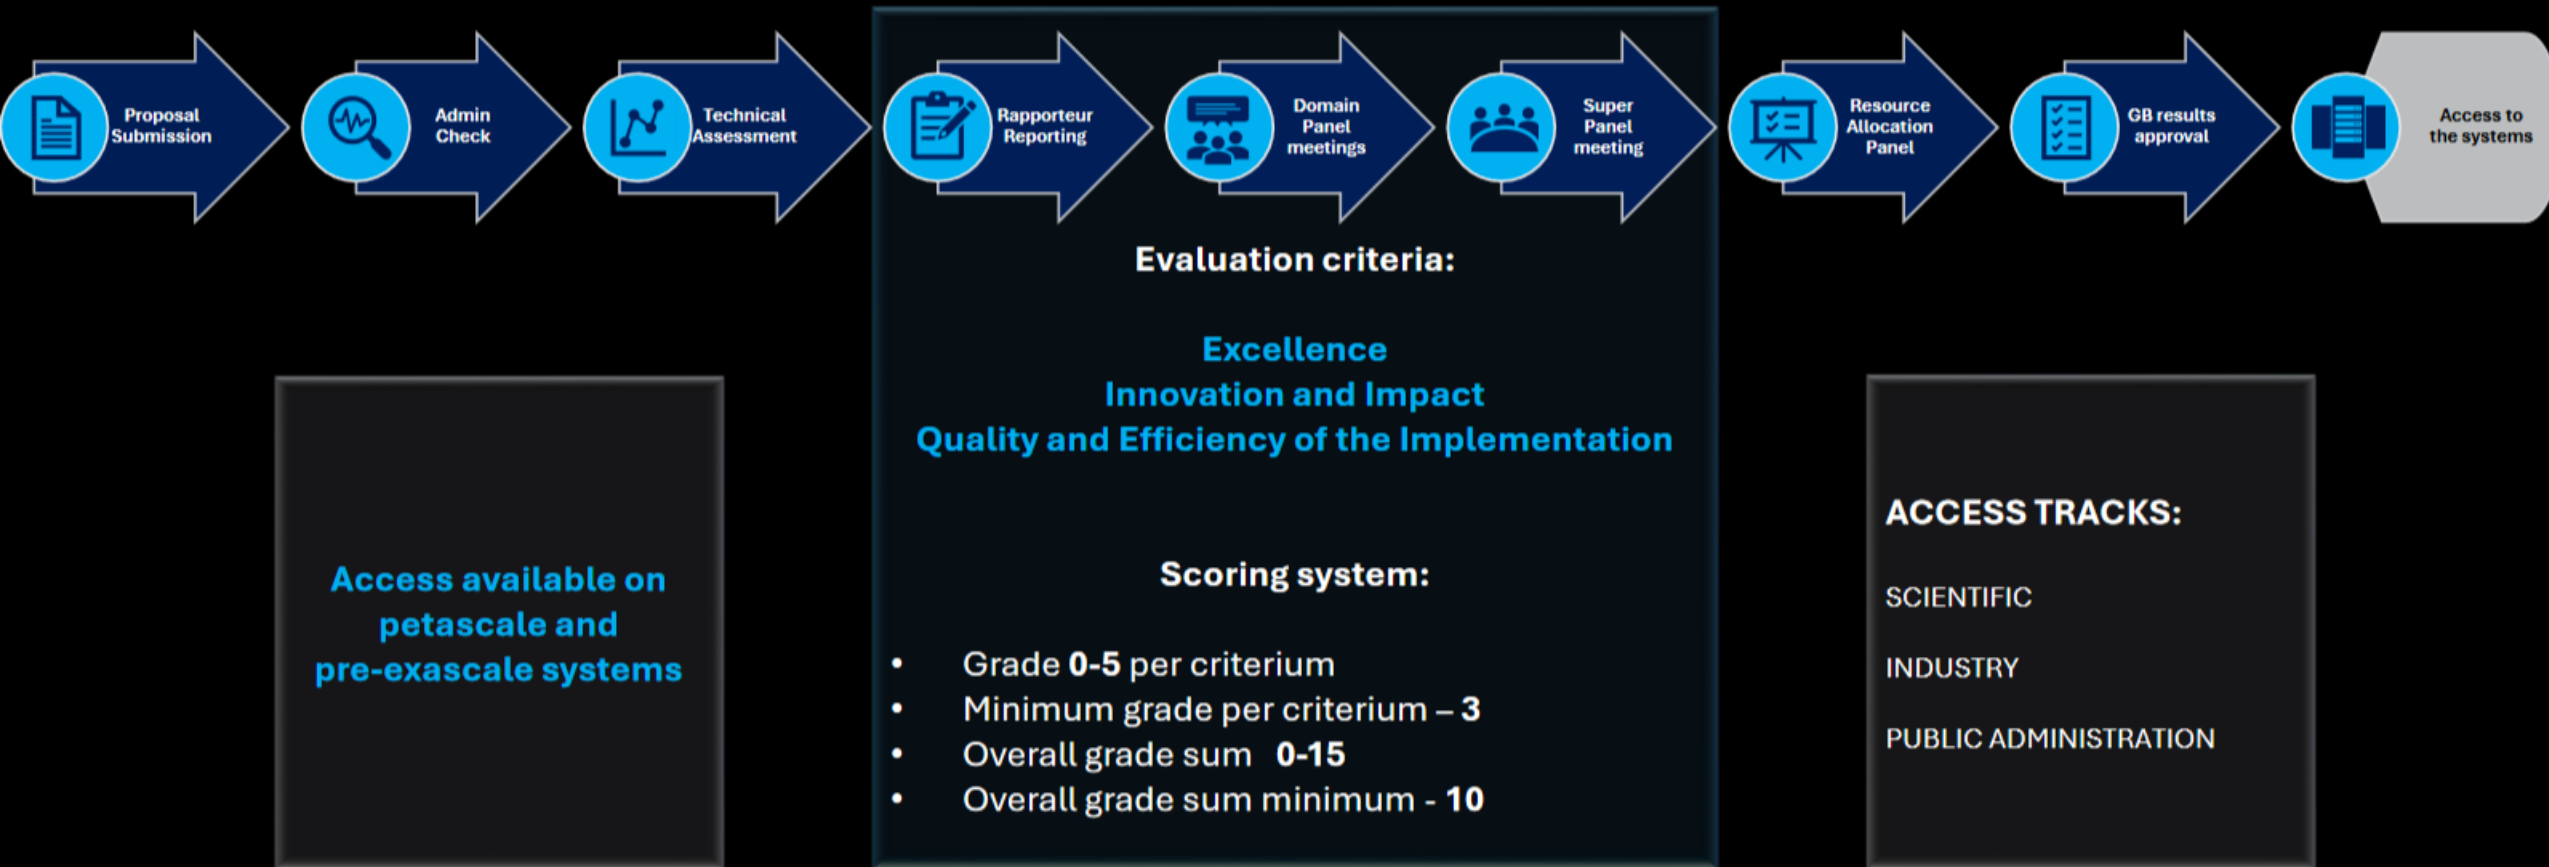 Proposal
Submission
Admin
Check
Technical
Assessment
Rapporteur
Reporting
Domain
Panel
meetings
Super
Panel
meeting
Resource
Allocation
Panel
GB results
approval
Access to
the systems
Evaluation criteria:
Excellence
Innovation and Impact
Quality and Efficiency of the Implementation
Scoring system:
• Grade 0-5 per criterium
• Minimum grade per criterium – 3
• Overall grade sum 0-15
• Overall grade sum minimum - 10
Access available on
petascale and
pre-exascale systems
ACCESS TRACKS:
SCIENTIFIC
INDUSTRY
PUBLIC ADMINISTRATION